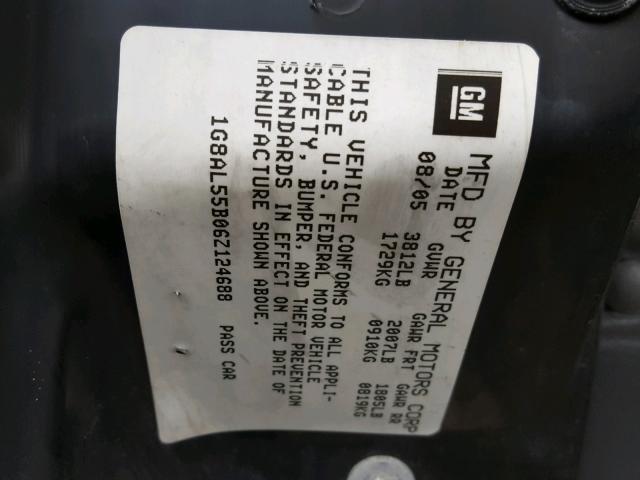 GM
MFD BY GENERAL MOTORS CORP
DATE GVWR GAWR FRT GAWR RR
08/05 3812LB 2007LB 1805LB
1729KG 0910KG 0819KG
THIS VEHICLE CONFORMS TO ALL APPLI-
CABLE U.S. FEDERAL MOTOR VEHICLE
SAFETY, BUMPER, AND THEFT PREVENTION
STANDARDS IN EFFECT ON THE DATE OF
MANUFACTURE SHOWN ABOVE.
1G8AL55B06Z124688 PASS CAR